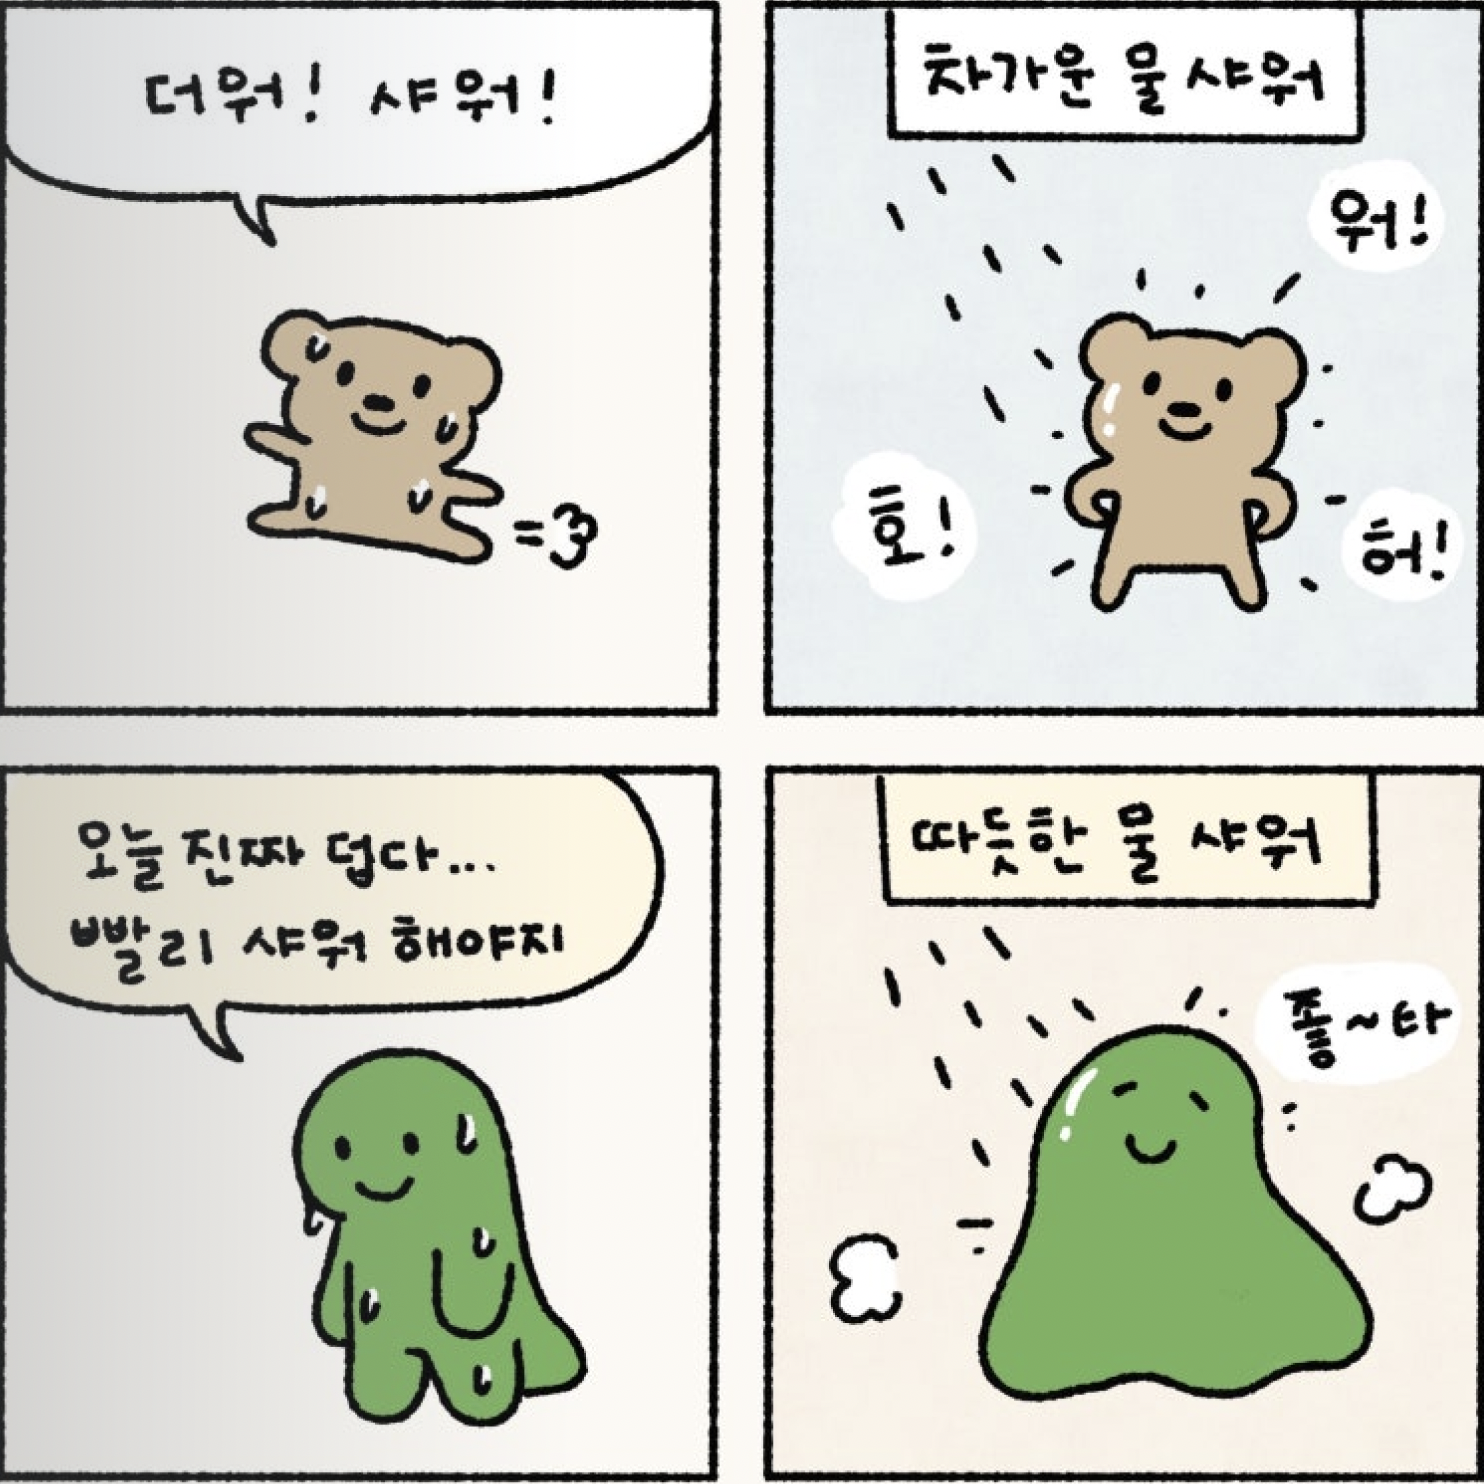 더워! 샤워!
차가운 물 샤워
워!
호!
허!
오늘 진짜 덥다...
빨리 샤워 해야지
따듯한 물 샤워
좋~타